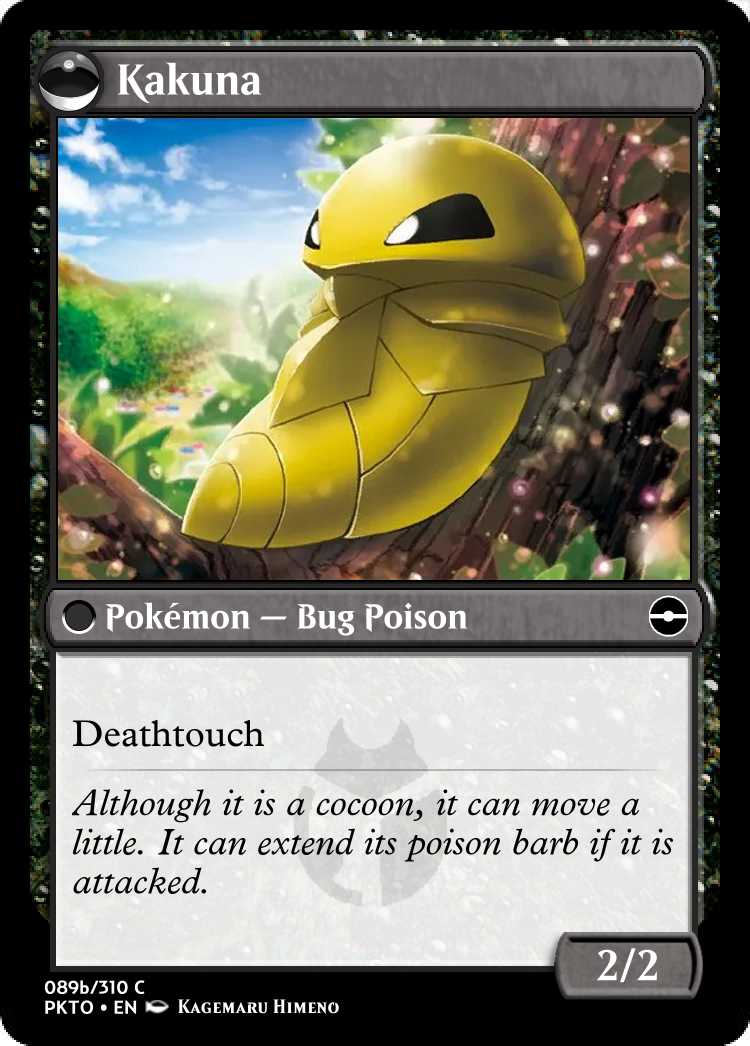 Kakuna
Pokémon — Bug Poison
Deathtouch
Although it is a cocoon, it can move a
little. It can extend its poison barb if it is
attacked.
2/2
089b/310 C
PKTO • EN Kagemaru Himeno